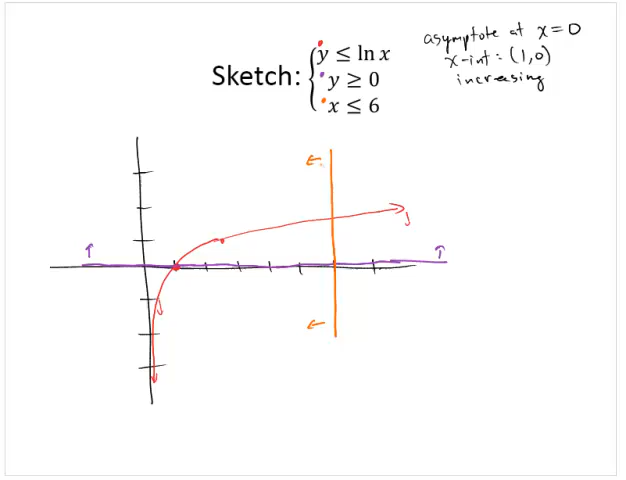 Sketch: { y ≤ ln x
y ≥ 0
x ≤ 6
asymptote at x=0
x-int: (1,0)
increasing